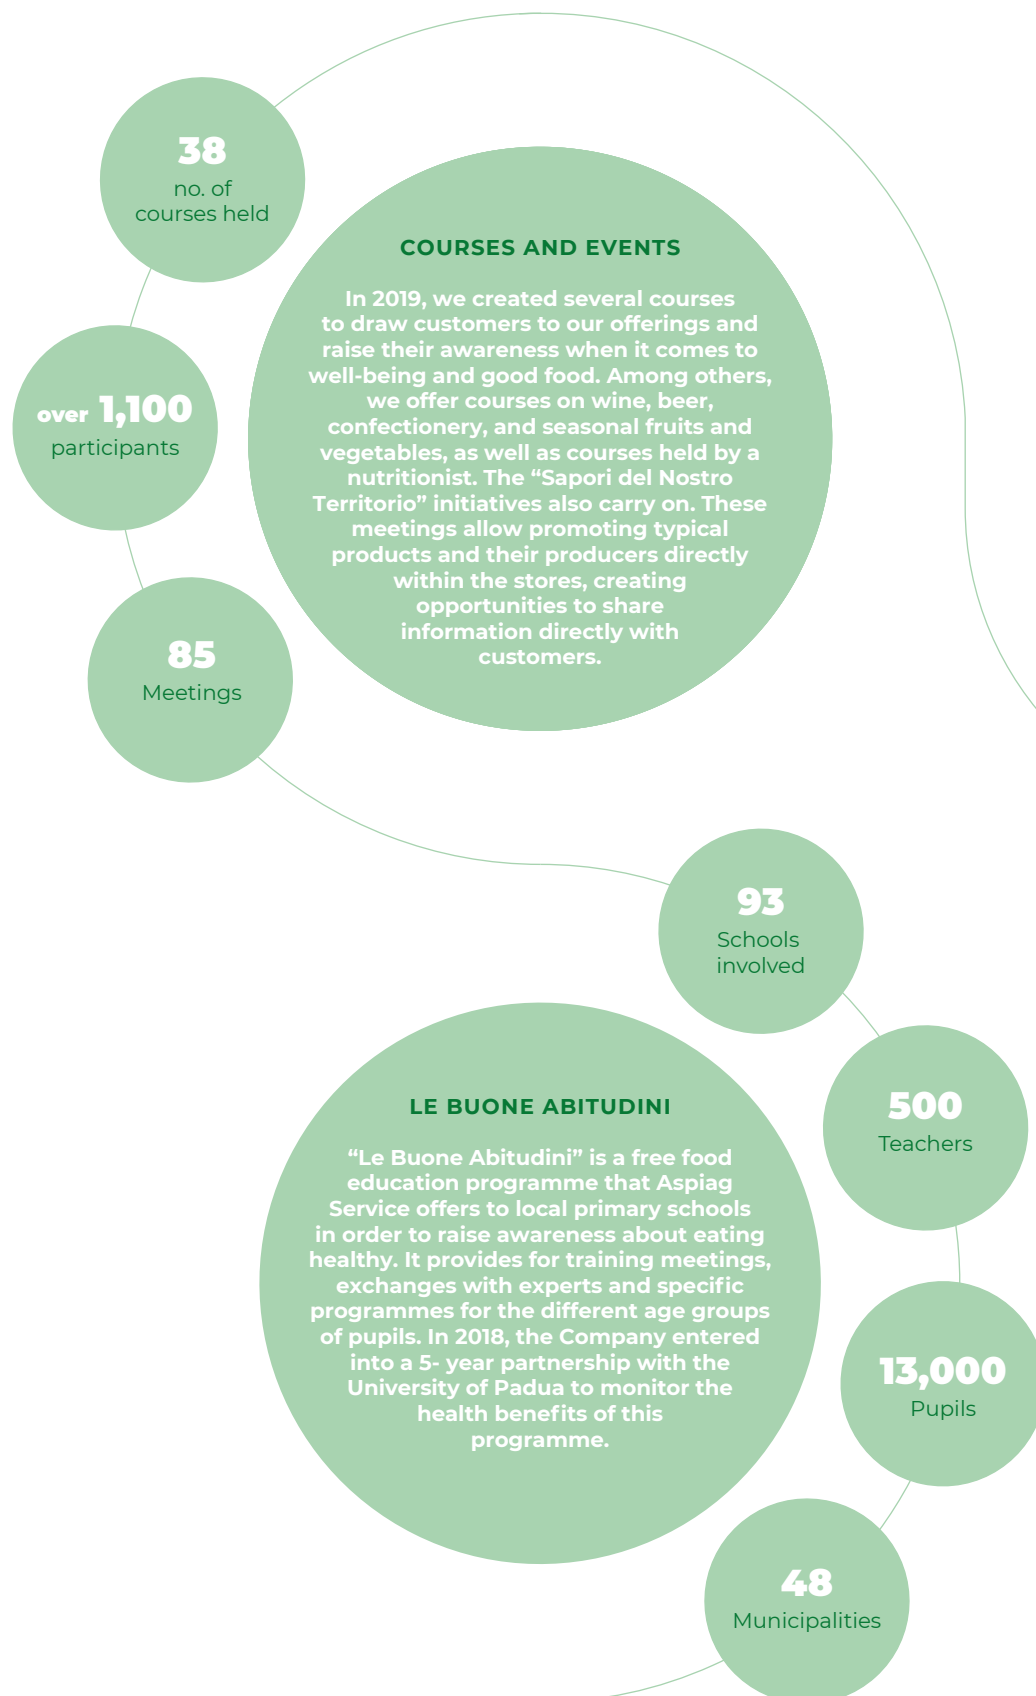 38
no. of
courses held
COURSES AND EVENTS
In 2019, we created several courses
to draw customers to our offerings and
raise their awareness when it comes to
well-being and good food. Among others,
we offer courses on wine, beer,
confectionery, and seasonal fruits and
vegetables, as well as courses held by a
nutritionist. The “Sapori del Nostro
Territorio” initiatives also carry on. These
meetings allow promoting typical
products and their producers directly
within the stores, creating
opportunities to share
information directly with
customers.
over 1,100
participants
85
Meetings
93
Schools
involved
LE BUONE ABITUDINI
“Le Buone Abitudini” is a free food
education programme that Aspiag
Service offers to local primary schools
in order to raise awareness about eating
healthy. It provides for training meetings,
exchanges with experts and specific
programmes for the different age groups
of pupils. In 2018, the Company entered
into a 5- year partnership with the
University of Padua to monitor the
health benefits of this
programme.
500
Teachers
13,000
Pupils
48
Municipalities